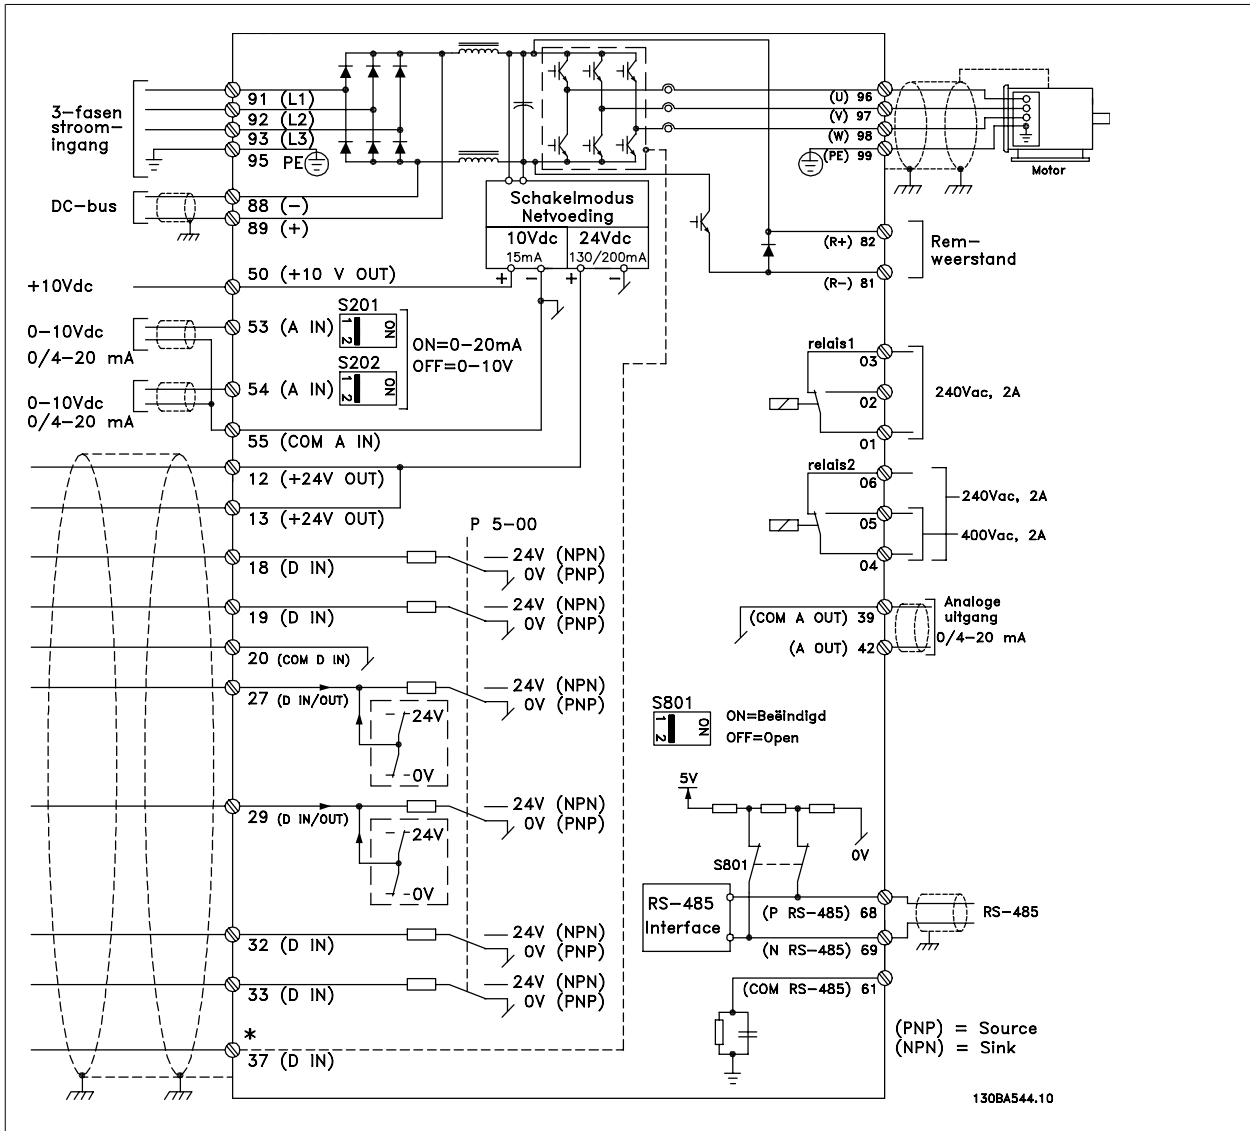 3-fasen
stroom-
ingang
91 (L1)
92 (L2)
93 (L3)
95 PE
DC-bus
88 (-)
89 (+)
+10Vdc
50 (+10 V OUT)
0-10Vdc
0/4-20 mA
53 (A IN)
S201
1 2
ON
ON=0-20mA
OFF=0-10V
S202
1 2
ON
0-10Vdc
0/4-20 mA
54 (A IN)
55 (COM A IN)
12 (+24V OUT)
13 (+24V OUT)
P 5-00
18 (D IN)
24V (NPN)
0V (PNP)
19 (D IN)
24V (NPN)
0V (PNP)
20 (COM D IN)
27 (D IN/OUT)
24V (NPN)
0V (PNP)
24V
0V
29 (D IN/OUT)
24V (NPN)
0V (PNP)
24V
0V
32 (D IN)
24V (NPN)
0V (PNP)
33 (D IN)
24V (NPN)
0V (PNP)
*
37 (D IN)
Schakelmodus
Netvoeding
10Vdc
15mA
24Vdc
130/200mA
+ - + -
(U) 96
(V) 97
(W) 98
(PE) 99
Motor
(R+) 82
Rem-
weerstand
(R-) 81
relais1
03
02
01
240Vac, 2A
relais2
06
05
04
240Vac, 2A
400Vac, 2A
(COM A OUT) 39
(A OUT) 42
Analoge
uitgang
0/4-20 mA
S801
1 2
ON
ON=Beëindigd
OFF=Open
5V
0V
S801
RS-485
Interface
(P RS-485) 68
(N RS-485) 69
RS-485
(COM RS-485) 61
(PNP) = Source
(NPN) = Sink
130BA544.10